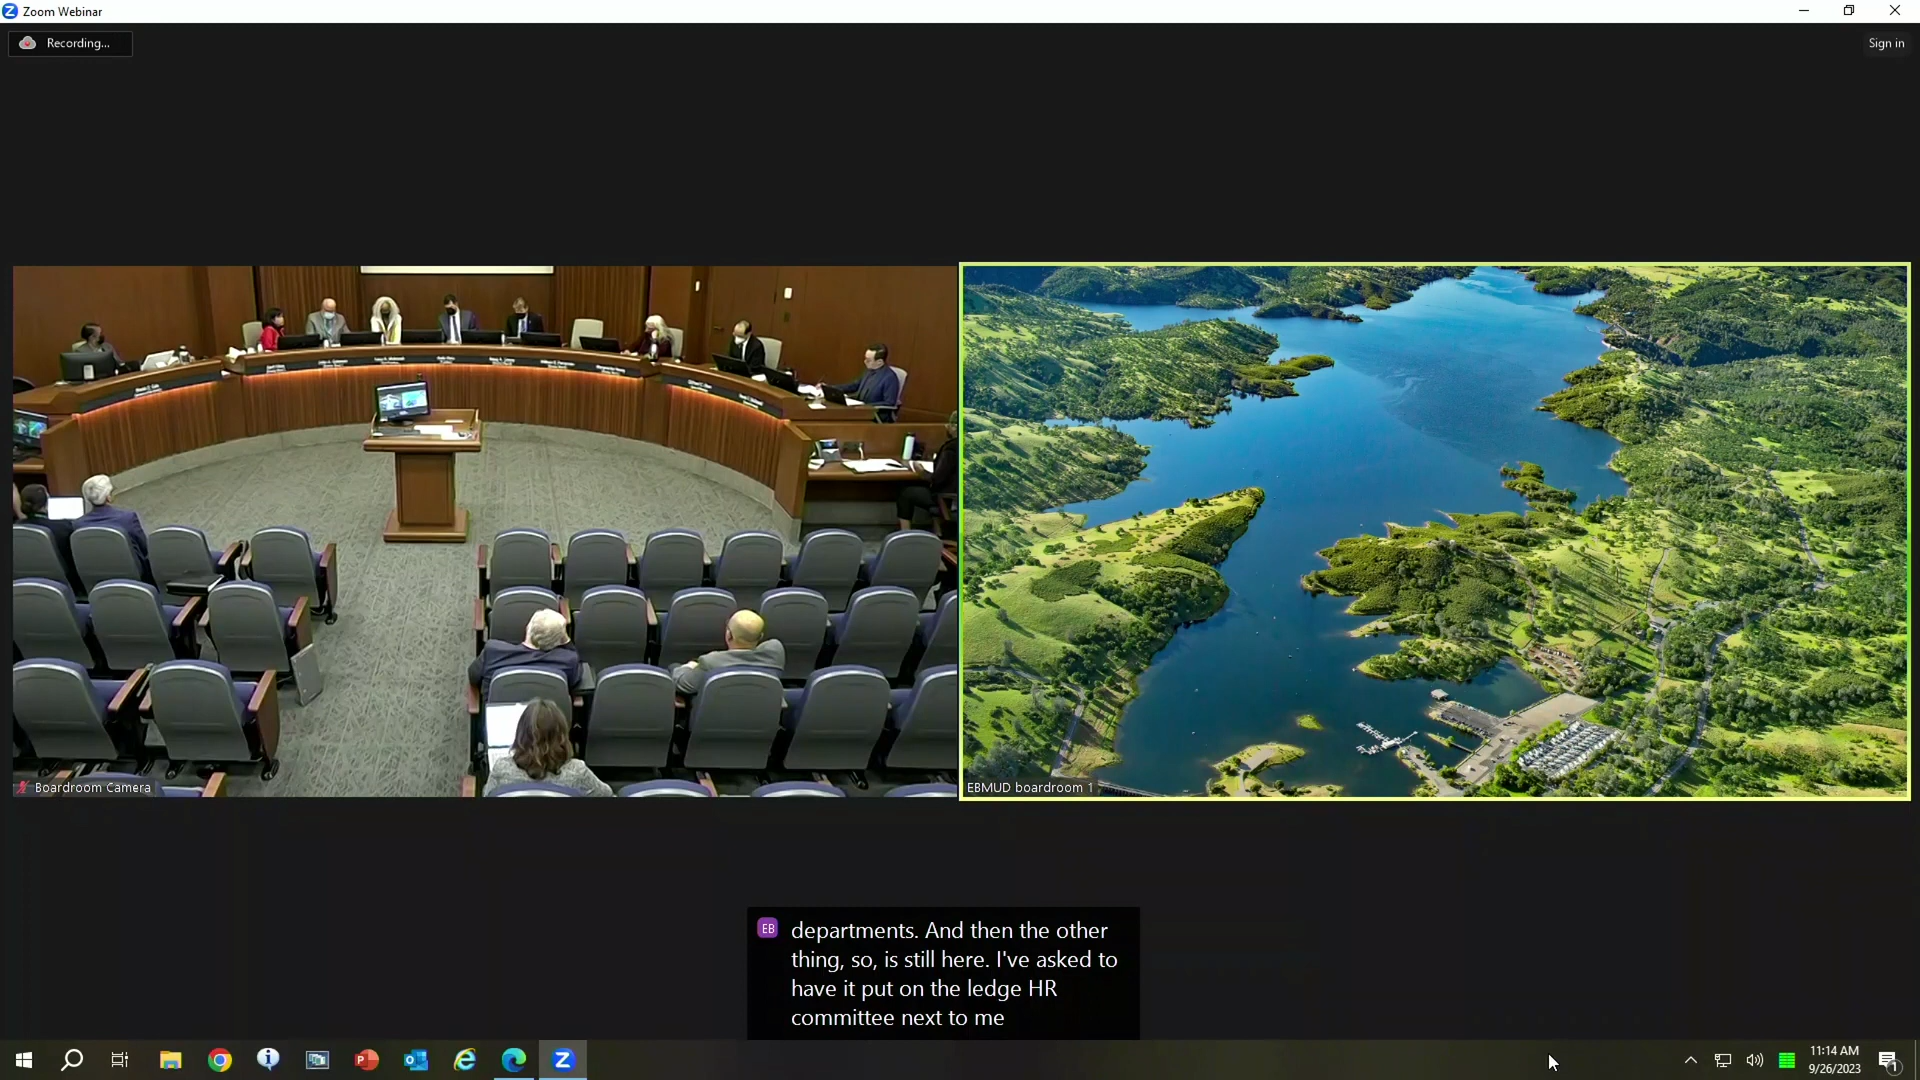 Zoom Webinar
Recording...
Sign in
Boardroom Camera
EBMUD boardroom 1
EB
departments. And then the other
thing, so, is still here. I've asked to
have it put on the ledge HR
committee next to me
11:14 AM
9/26/2023
1